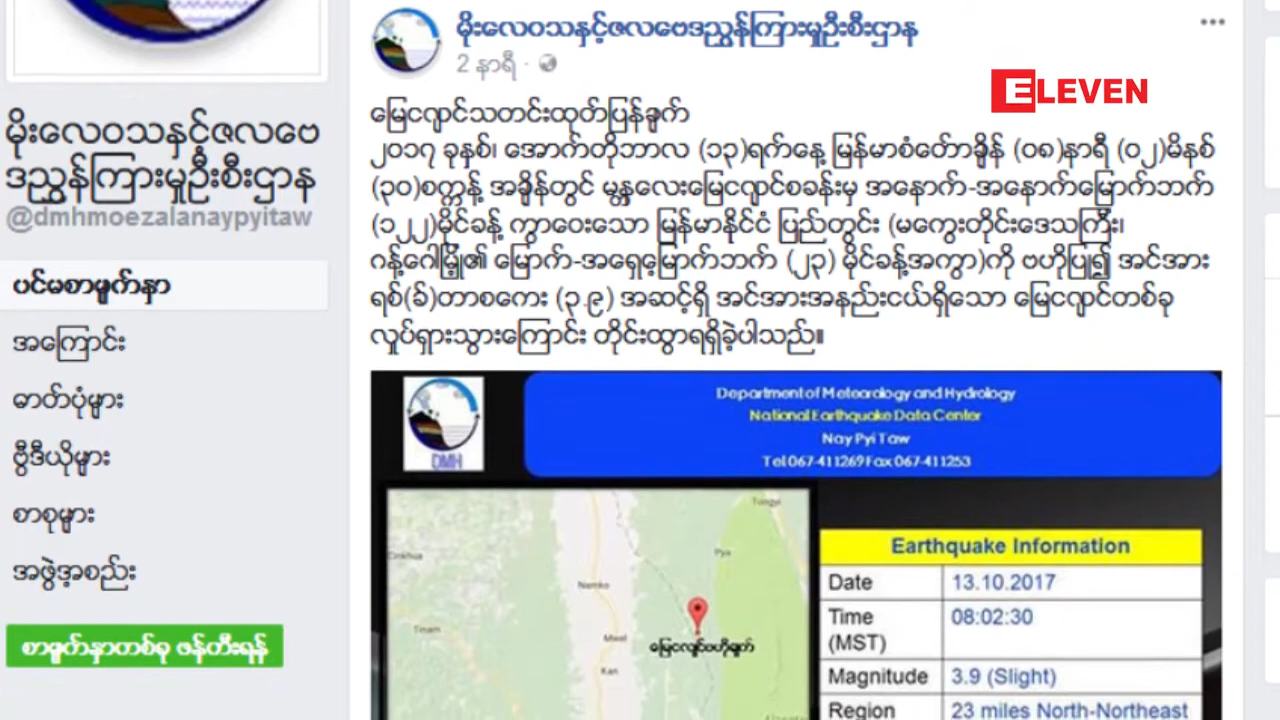 မိုးလေဝသနှင့်ဇလဗေ
ဒညွှန်ကြားမှုဦးစီးဌာန
@dmhmoezalanaypyitaw
ပင်မစာမျက်နှာ
အကြောင်း
ဓာတ်ပုံများ
ဗွီဒီယိုများ
စာစုများ
အဖွဲ့အစည်း
စာမျက်နှာတစ်ခု ဖန်တီးရန်
မိုးလေဝသနှင့်ဇလဗေဒညွှန်ကြားမှုဦးစီးဌာန
2 နာရီ ·
ELEVEN
မြေငလျင်သတင်းထုတ်ပြန်ချက်
၂၀၁၇ ခုနှစ်၊ အောက်တိုဘာလ (၁၃)ရက်နေ့ မြန်မာစံတော်ချိန် (၀၈)နာရီ (၀၂)မိနစ်
(၃၀)စက္ကန့် အချိန်တွင် မန္တလေးမြေငလျင်စခန်းမှ အနောက်-အနောက်မြောက်ဘက်
(၁၂၂)မိုင်ခန့် ကွာဝေးသော မြန်မာနိုင်ငံ ပြည်တွင်း (မကွေးတိုင်းဒေသကြီး၊
ဂန့်ဂေါမြို့၏ မြောက်-အရှေ့မြောက်ဘက် (၂၃) မိုင်ခန့်အကွာ)ကို ဗဟိုပြု၍ အင်အား
ရစ်(ခ်)တာစကေး (၃.၉) အဆင့်ရှိ အင်အားအနည်းငယ်ရှိသော မြေငလျင်တစ်ခု
လှုပ်ရှားသွားကြောင်း တိုင်းထွာရရှိခဲ့ပါသည်။
DMH
Department of Meteorology and Hydrology
National Earthquake Data Center
Nay Pyi Taw
Tel 067-411269 Fax 067-411253
Tongyi
Cinkhua
Pya
Namko
Tinam
Mwel
Kan
မြေငလျင်ဗဟိုချက်
Earthquake Information
Date 13.10.2017
Time (MST) 08:02:30
Magnitude 3.9 (Slight)
Region 23 miles North-Northeast